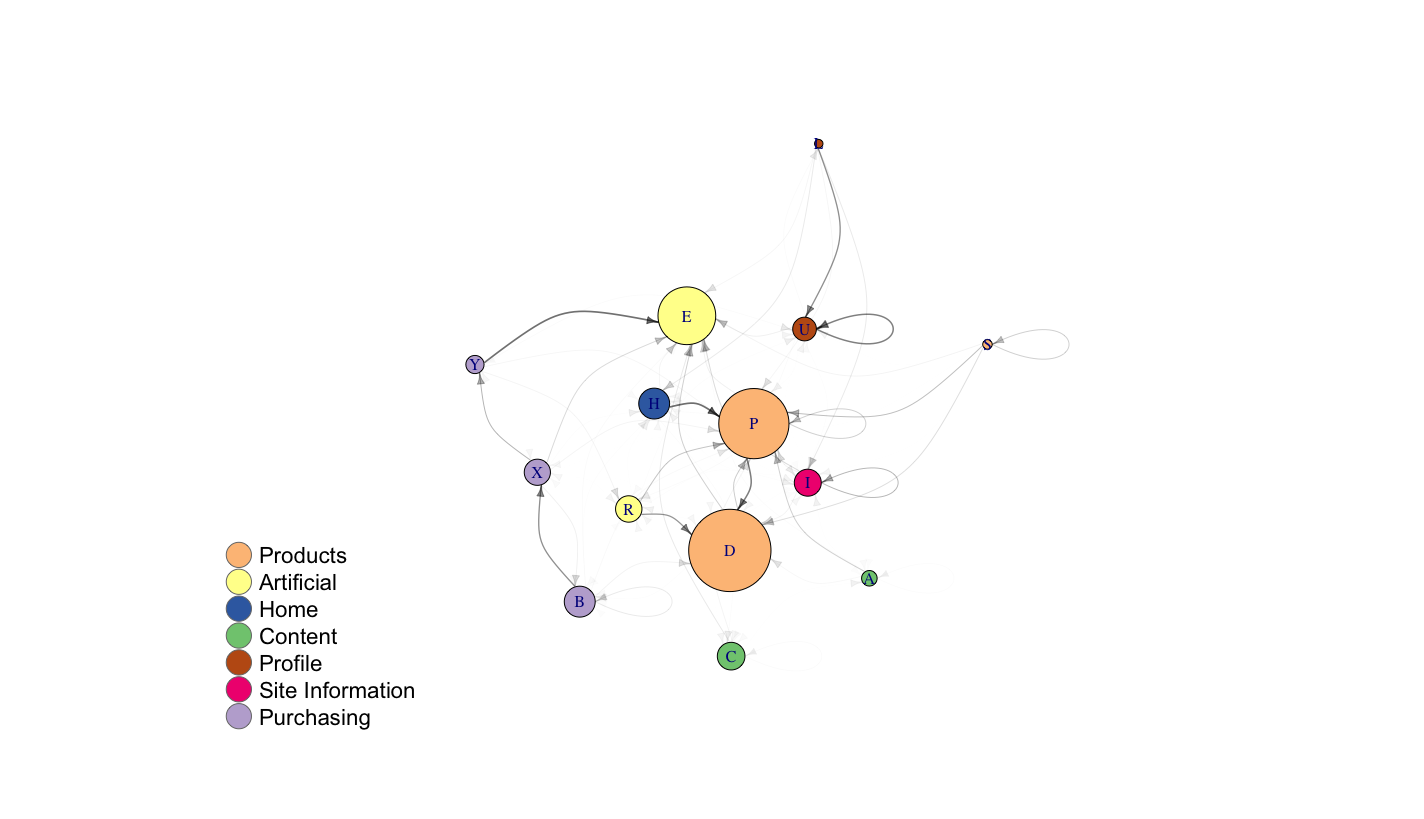 L
E
U
S
Y
H
P
X
I
R
D
A
B
C
Products
Artificial
Home
Content
Profile
Site Information
Purchasing